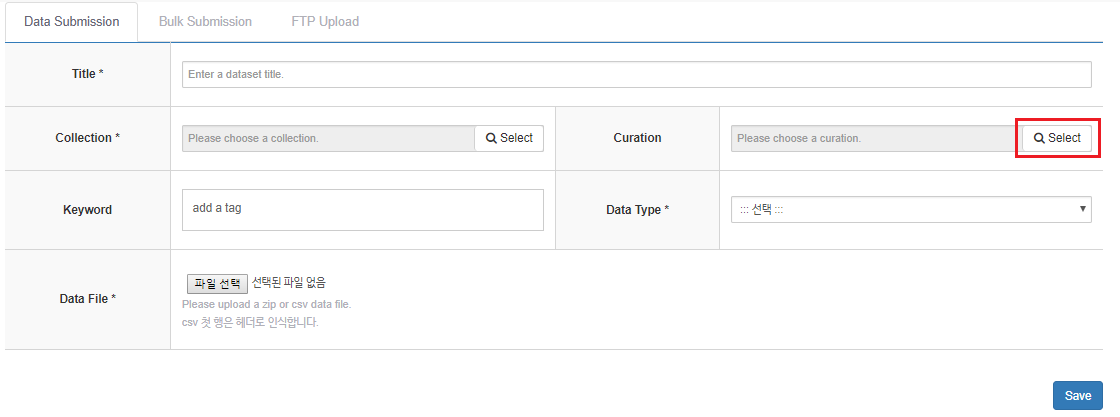 Data Submission Bulk Submission FTP Upload
Title * Enter a dataset title.
Collection * Please choose a collection. Select Curation Please choose a curation. Select
Keyword add a tag Data Type * ::: 선택 :::
Data File * 파일 선택 선택된 파일 없음
Please upload a zip or csv data file.
csv 첫 행은 헤더로 인식합니다.
Save